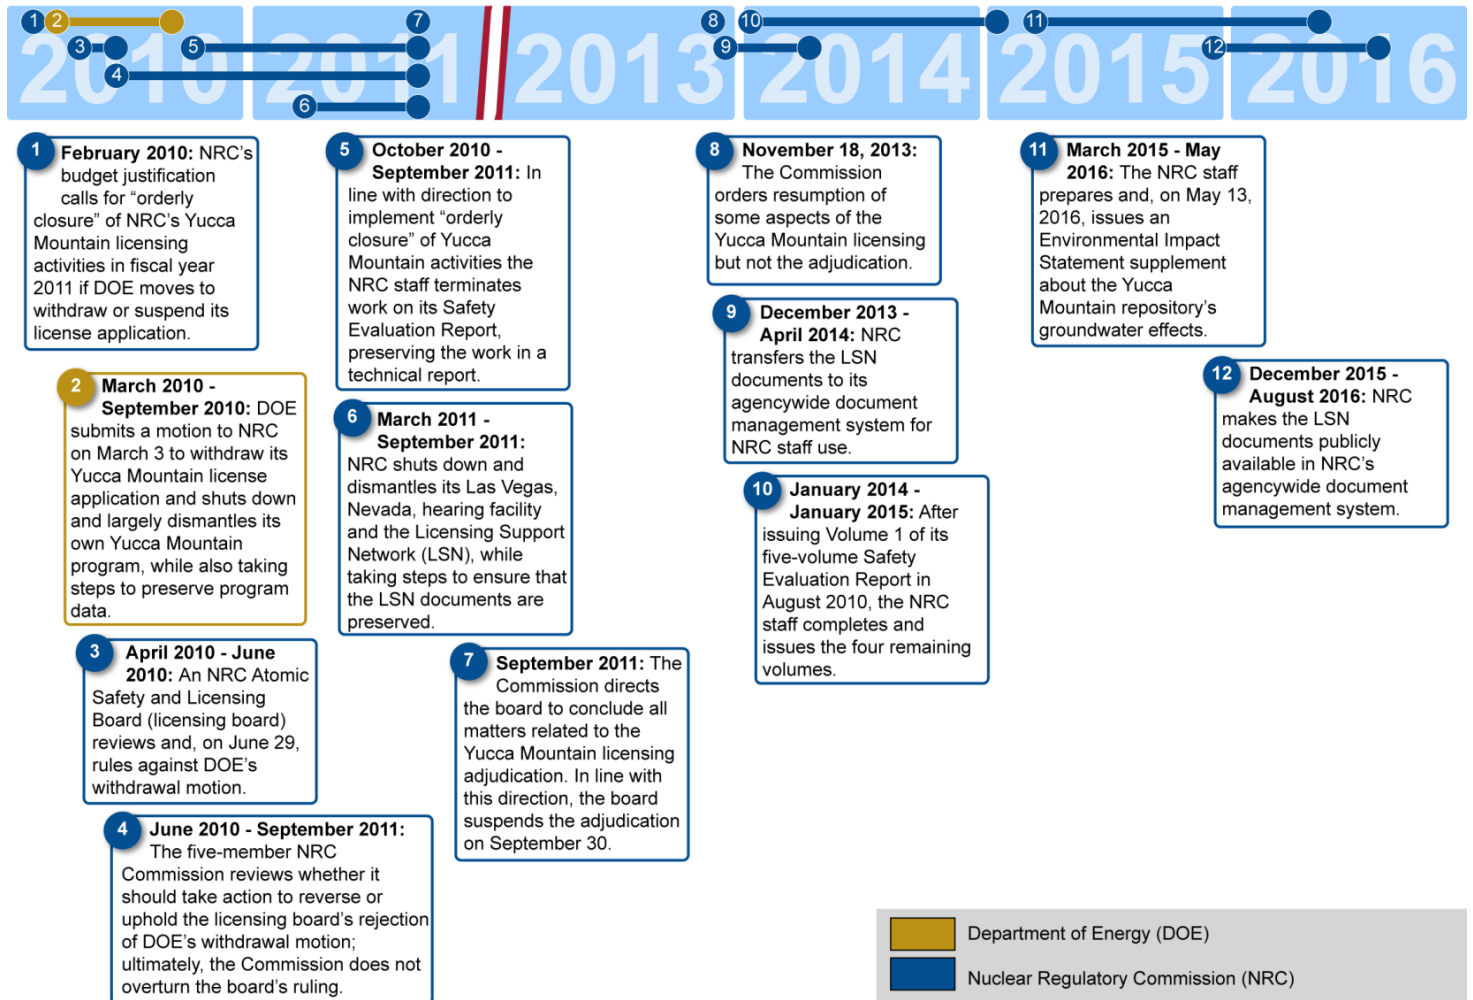 1
2
3
4
5
6
7
8
9
10
11
12
2010
2011
2013
2014
2015
2016
1
February 2010: NRC’s
budget justification
calls for “orderly
closure” of NRC’s Yucca
Mountain licensing
activities in fiscal year
2011 if DOE moves to
withdraw or suspend its
license application.
2
March 2010 -
September 2010: DOE
submits a motion to NRC
on March 3 to withdraw its
Yucca Mountain license
application and shuts down
and largely dismantles its
own Yucca Mountain
program, while also taking
steps to preserve program
data.
3
April 2010 - June
2010: An NRC Atomic
Safety and Licensing
Board (licensing board)
reviews and, on June 29,
rules against DOE’s
withdrawal motion.
4
June 2010 - September 2011:
The five-member NRC
Commission reviews whether it
should take action to reverse or
uphold the licensing board’s rejection
of DOE’s withdrawal motion;
ultimately, the Commission does not
overturn the board’s ruling.
5
October 2010 -
September 2011: In
line with direction to
implement “orderly
closure” of Yucca
Mountain activities the
NRC staff terminates
work on its Safety
Evaluation Report,
preserving the work in a
technical report.
6
March 2011 -
September 2011:
NRC shuts down and
dismantles its Las Vegas,
Nevada, hearing facility
and the Licensing Support
Network (LSN), while
taking steps to ensure that
the LSN documents are
preserved.
7
September 2011: The
Commission directs
the board to conclude all
matters related to the
Yucca Mountain licensing
adjudication. In line with
this direction, the board
suspends the adjudication
on September 30.
8
November 18, 2013:
The Commission
orders resumption of
some aspects of the
Yucca Mountain licensing
but not the adjudication.
9
December 2013 -
April 2014: NRC
transfers the LSN
documents to its
agencywide document
management system for
NRC staff use.
10
January 2014 -
January 2015: After
issuing Volume 1 of its
five-volume Safety
Evaluation Report in
August 2010, the NRC
staff completes and
issues the four remaining
volumes.
11
March 2015 - May
2016: The NRC staff
prepares and, on May 13,
2016, issues an
Environmental Impact
Statement supplement
about the Yucca
Mountain repository’s
groundwater effects.
12
December 2015 -
August 2016: NRC
makes the LSN
documents publicly
available in NRC’s
agencywide document
management system.
Department of Energy (DOE)
Nuclear Regulatory Commission (NRC)